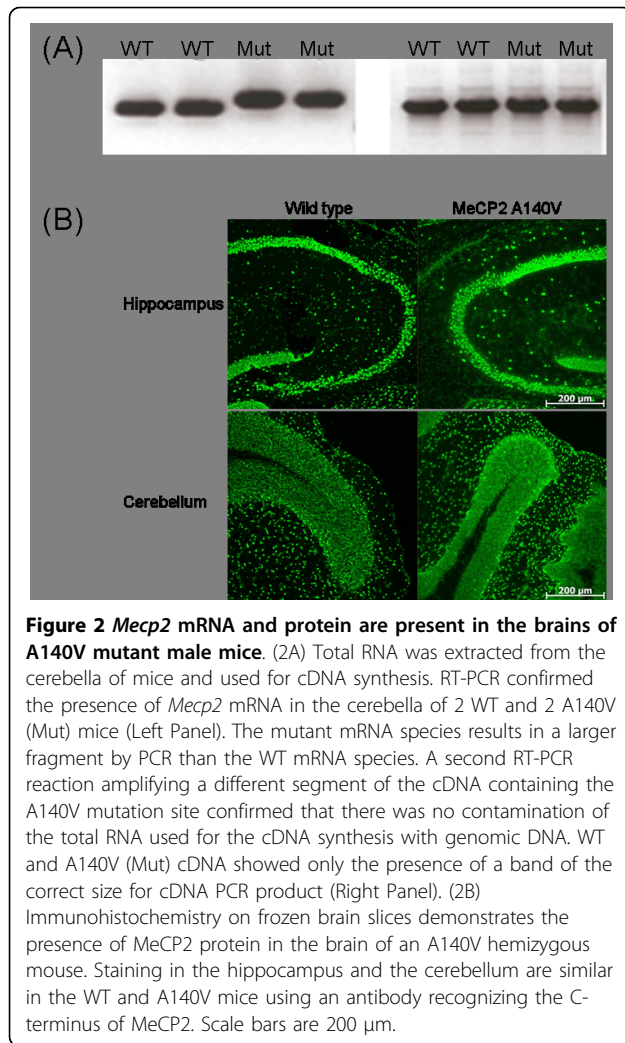 (A)
WT WT Mut Mut WT WT Mut Mut
(B)
Wild type MeCP2 A140V
Hippocampus
200 µm
Cerebellum
200 µm
Figure 2 Mecp2 mRNA and protein are present in the brains of
A140V mutant male mice. (2A) Total RNA was extracted from the
cerebella of mice and used for cDNA synthesis. RT-PCR confirmed
the presence of Mecp2 mRNA in the cerebella of 2 WT and 2 A140V
(Mut) mice (Left Panel). The mutant mRNA species results in a larger
fragment by PCR than the WT mRNA species. A second RT-PCR
reaction amplifying a different segment of the cDNA containing the
A140V mutation site confirmed that there was no contamination of
the total RNA used for the cDNA synthesis with genomic DNA. WT
and A140V (Mut) cDNA showed only the presence of a band of the
correct size for cDNA PCR product (Right Panel). (2B)
Immunohistochemistry on frozen brain slices demonstrates the
presence of MeCP2 protein in the brain of an A140V hemizygous
mouse. Staining in the hippocampus and the cerebellum are similar
in the WT and A140V mice using an antibody recognizing the C-
terminus of MeCP2. Scale bars are 200 μm.